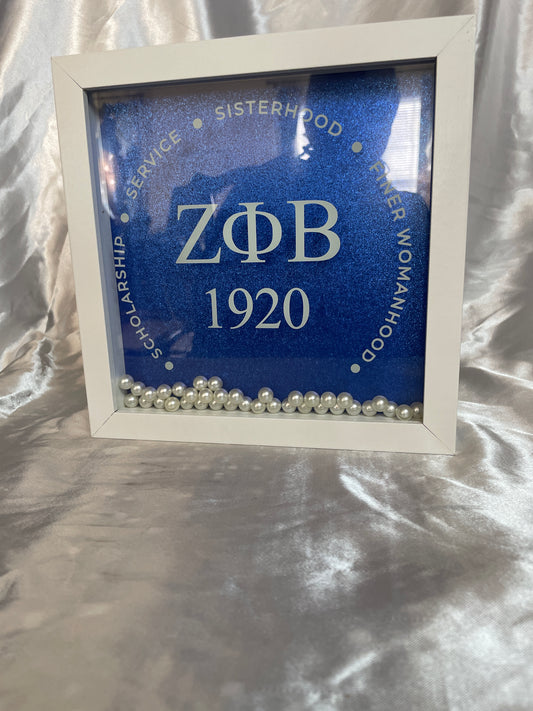 SCHOLARSHIP • SERVICE • SISTERHOOD • FINER WOMANHOOD
ΖΦΒ
1920